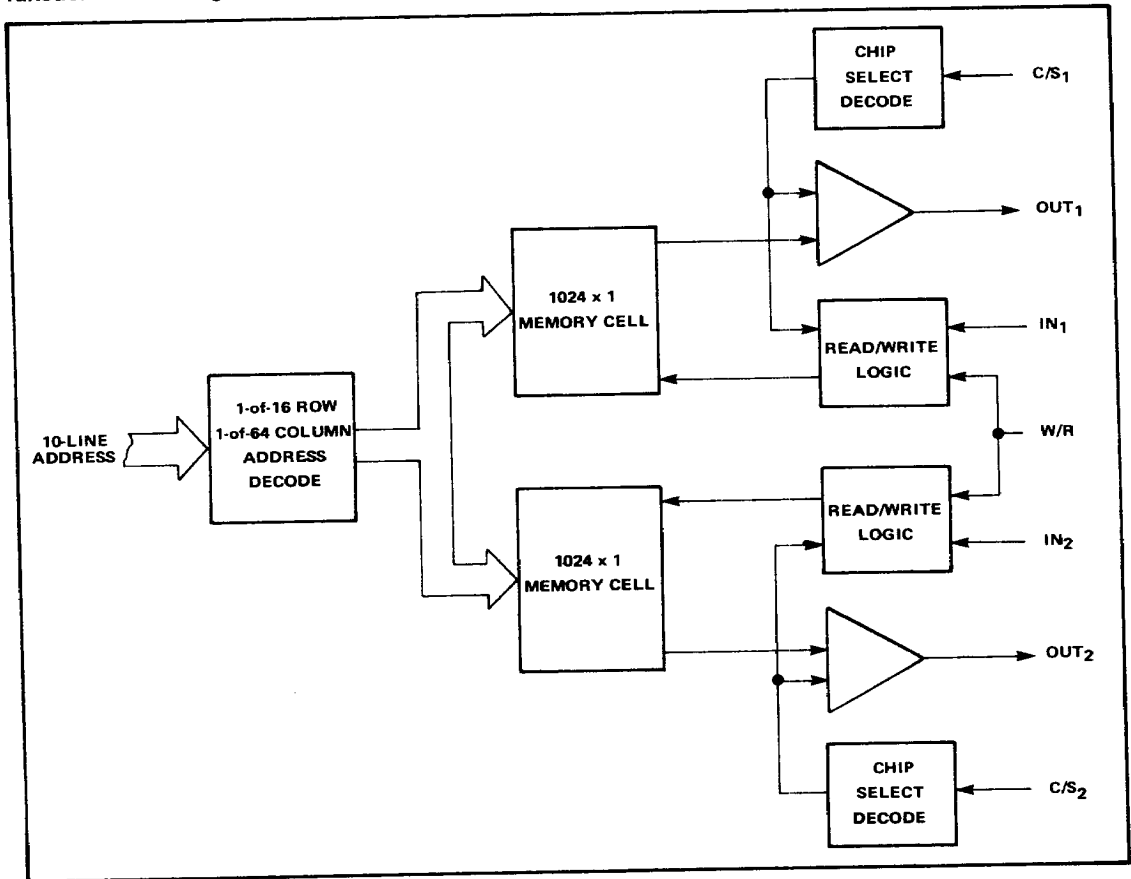 CHIP
SELECT
DECODE
C/S₁
OUT₁
1024 x 1
MEMORY CELL
IN₁
READ/WRITE
LOGIC
1-of-16 ROW
1-of-64 COLUMN
ADDRESS
DECODE
10-LINE
ADDRESS
W/R
READ/WRITE
LOGIC
IN₂
1024 x 1
MEMORY CELL
OUT₂
CHIP
SELECT
DECODE
C/S₂